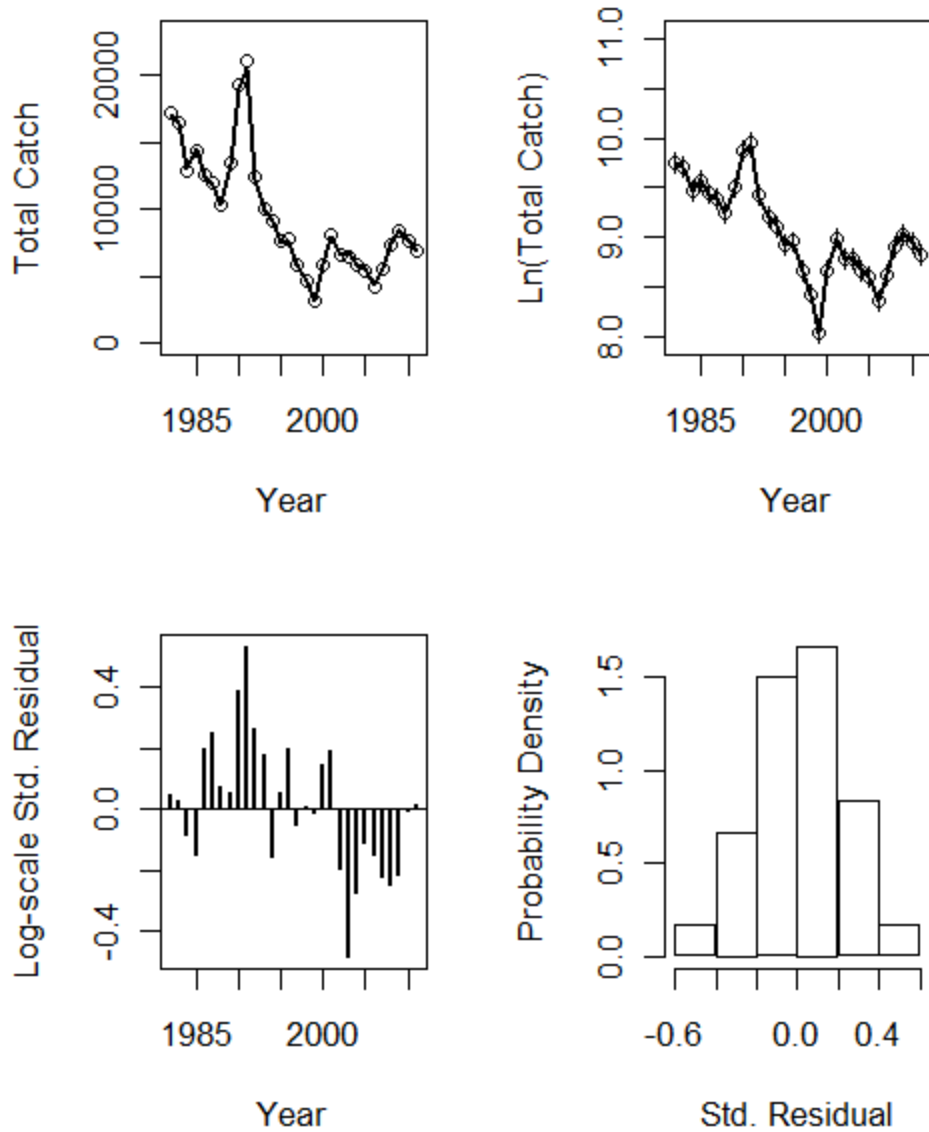 Total Catch
20000
10000
0
1985 2000
Year
Ln(Total Catch)
11.0
10.0
9.0
8.0
1985 2000
Year
Log-scale Std. Residual
0.4
0.0
-0.4
1985 2000
Year
Probability Density
1.5
1.0
0.5
0.0
-0.6 0.0 0.4
Std. Residual